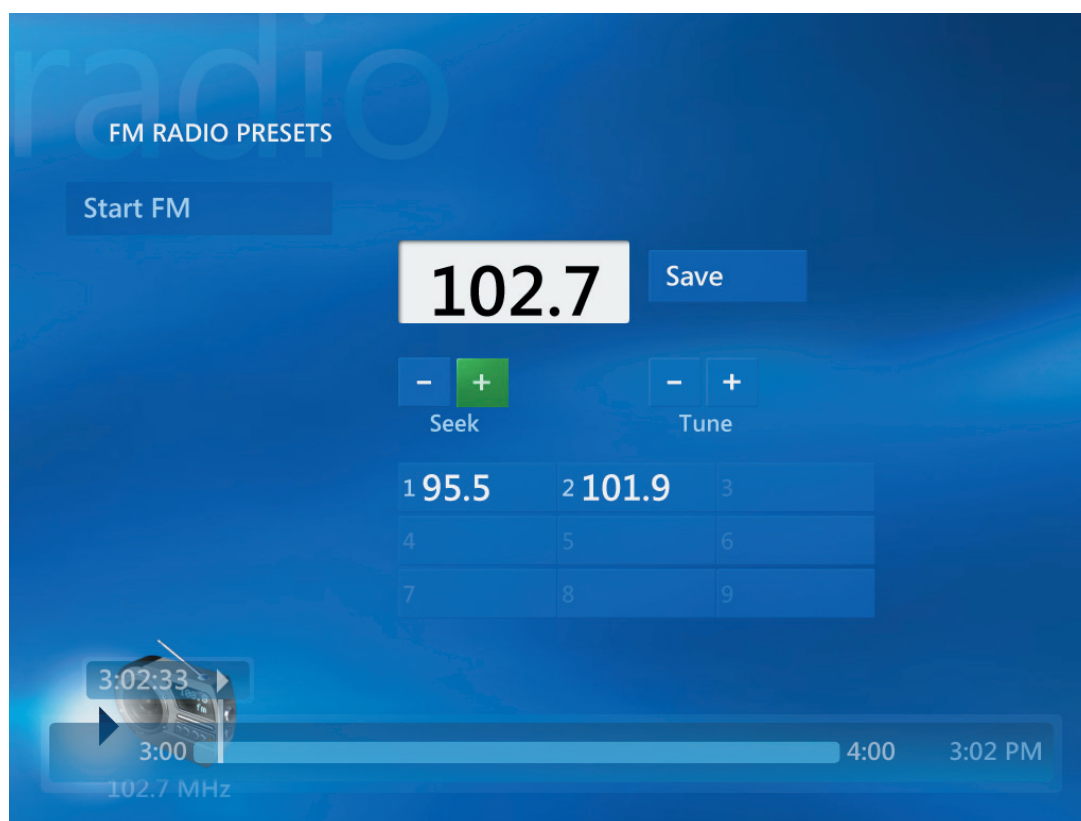 radio
FM RADIO PRESETS
Start FM
102.7 Save
- + - +
Seek Tune
1 95.5 2 101.9 3
4 5 6
7 8 9
3:02:33
3:00 4:00 3:02 PM
102.7 MHz